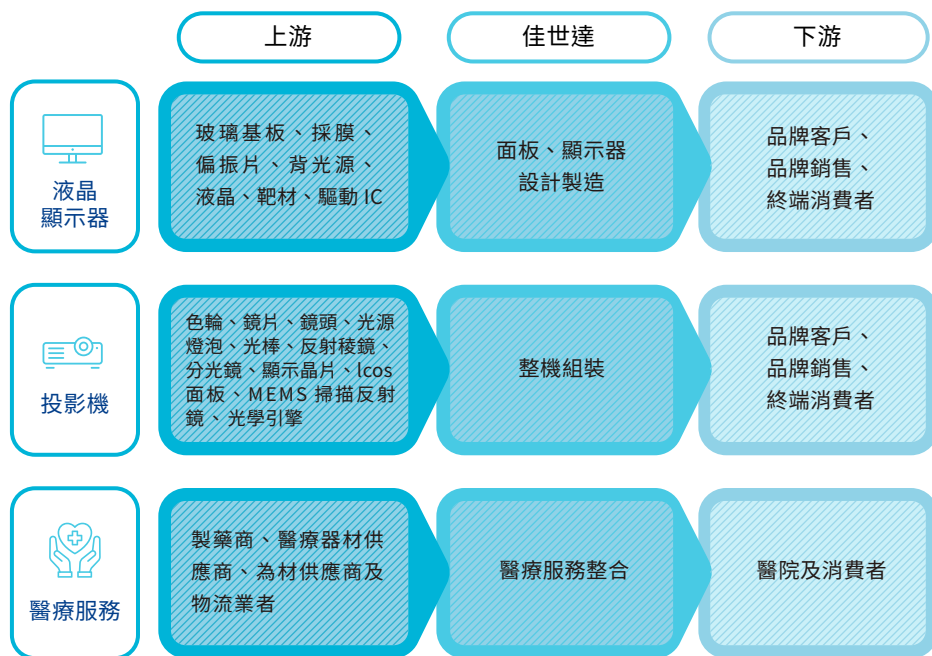 上游
佳世達
下游
液晶
顯示器
玻璃基板、採膜、
偏振片、背光源、
液晶、靶材、驅動 IC
面板、顯示器
設計製造
品牌客戶、
品牌銷售、
終端消費者
投影機
色輪、鏡片、鏡頭、光源
燈泡、光棒、反射稜鏡、
分光鏡、顯示晶片、lcos
面板、MEMS 掃描反射
鏡、光學引擎
整機組裝
品牌客戶、
品牌銷售、
終端消費者
醫療服務
製藥商、醫療器材供
應商、為材供應商及
物流業者
醫療服務整合
醫院及消費者